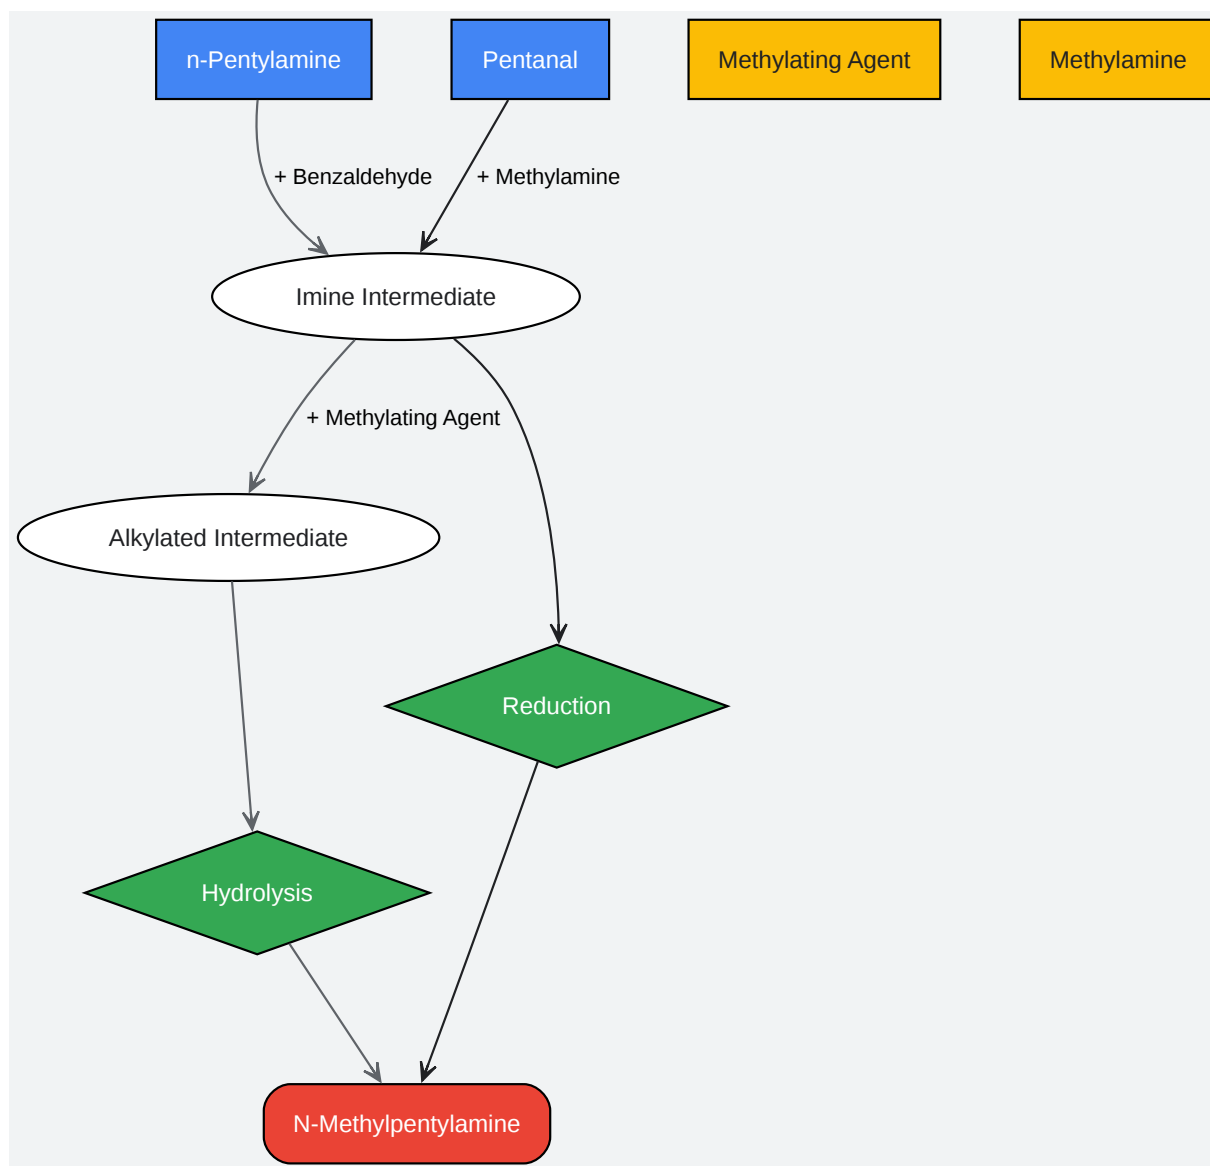 n-Pentylamine
Pentanal
Methylating Agent
Methylamine
+ Benzaldehyde
+ Methylamine
Imine Intermediate
+ Methylating Agent
Alkylated Intermediate
Reduction
Hydrolysis
N-Methylpentylamine